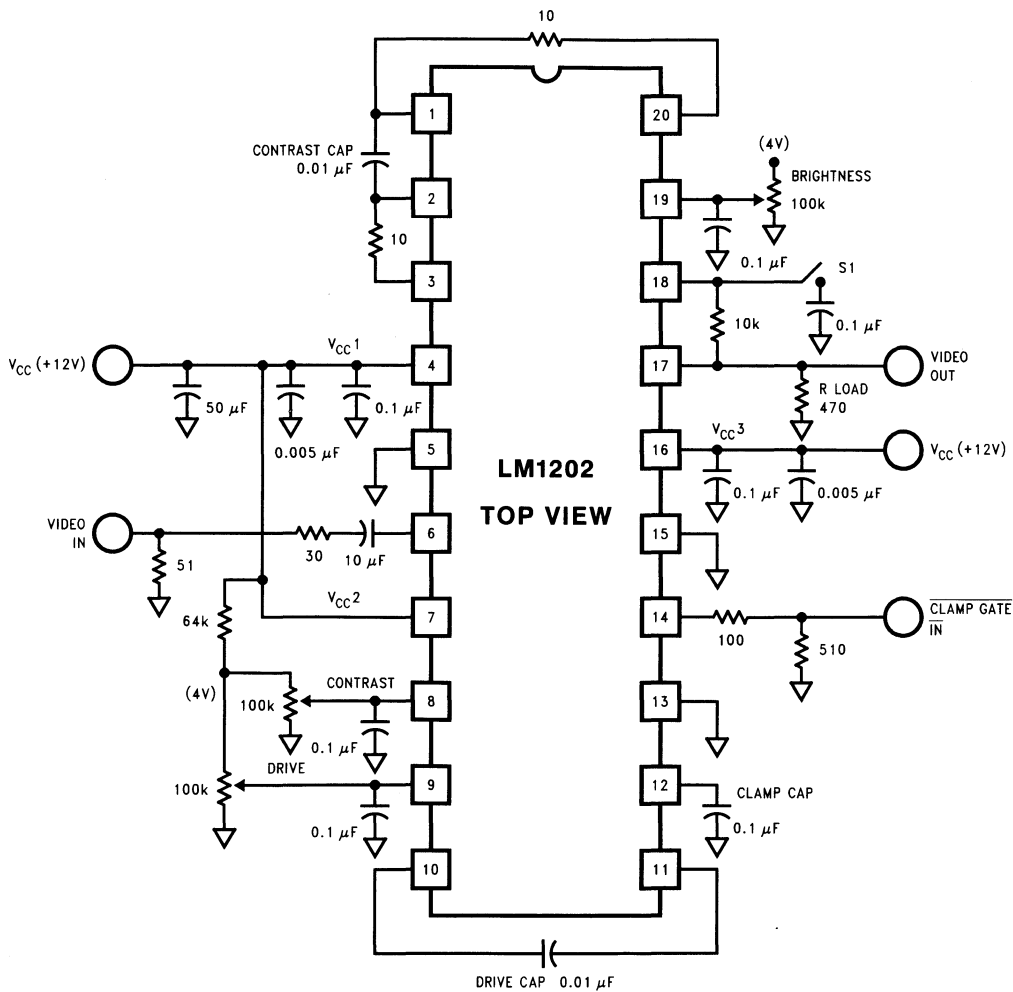 10
1
20
CONTRAST CAP
0.01 µF
(4V)
BRIGHTNESS
100k
2
19
10
0.1 µF
3
18
S1
10k
0.1 µF
VCC (+12V)
VCC1
4
17
VIDEO
OUT
50 µF
0.1 µF
R LOAD
470
0.005 µF
VCC3
5
16
VCC (+12V)
LM1202
TOP VIEW
0.1 µF
0.005 µF
VIDEO
IN
6
15
30
10 µF
51
VCC2
64k
7
14
CLAMP GATE
IN
100
510
(4V)
CONTRAST
100k
8
13
0.1 µF
DRIVE
100k
9
12
CLAMP CAP
0.1 µF
0.1 µF
10
11
DRIVE CAP 0.01 µF